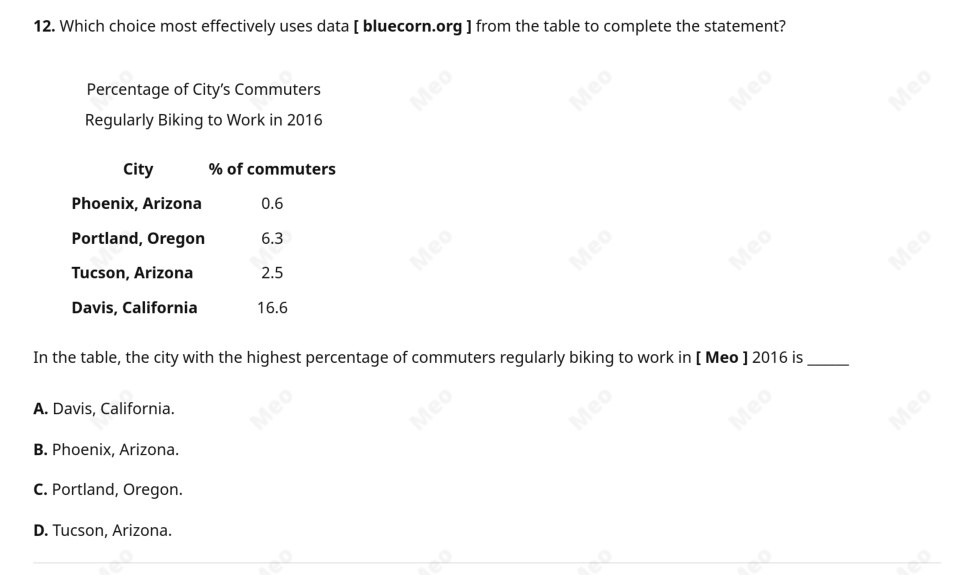 12. Which choice most effectively uses data [ bluecorn.org ] from the table to complete the statement?
Percentage of City’s Commuters
Regularly Biking to Work in 2016
City % of commuters
Phoenix, Arizona 0.6
Portland, Oregon 6.3
Tucson, Arizona 2.5
Davis, California 16.6
In the table, the city with the highest percentage of commuters regularly biking to work in [ Meo ] 2016 is _____
A. Davis, California.
B. Phoenix, Arizona.
C. Portland, Oregon.
D. Tucson, Arizona.